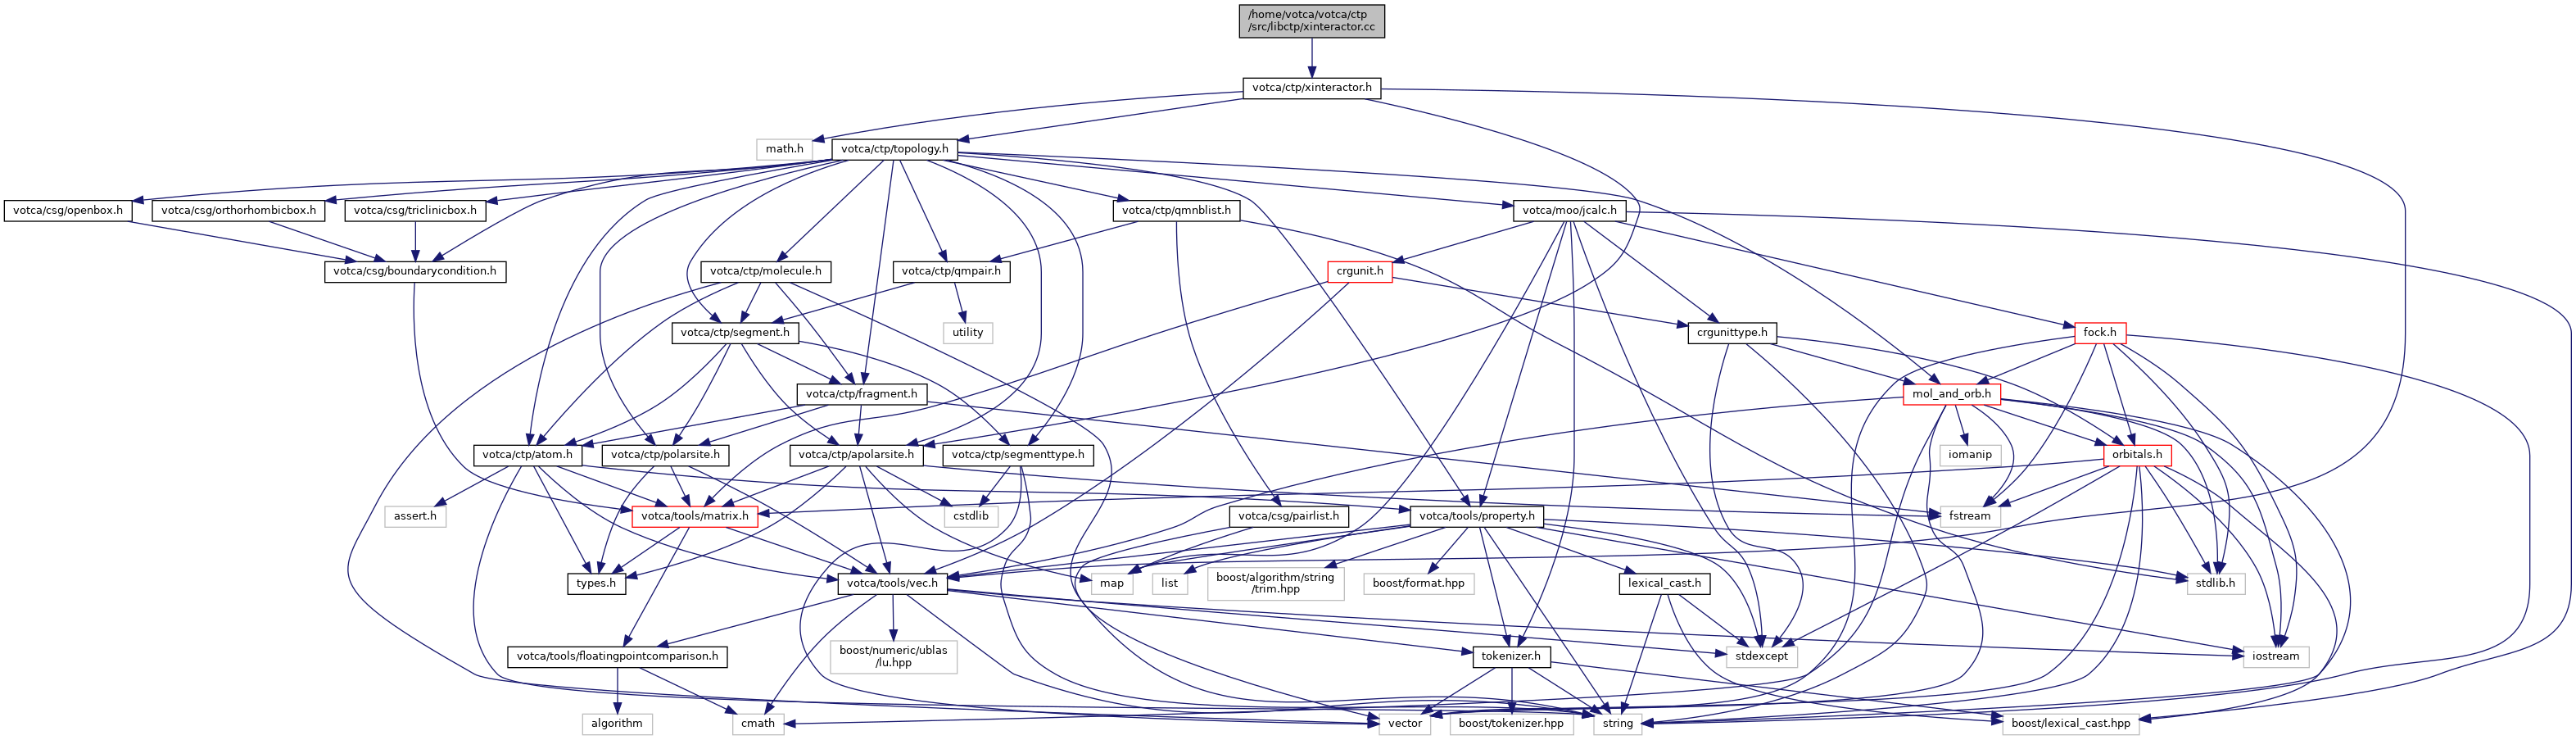 /home/votca/votca/ctp
/src/libctp/xinteractor.cc
votca/ctp/xinteractor.h
math.h
votca/ctp/topology.h
votca/csg/openbox.h
votca/csg/orthorhombicbox.h
votca/csg/triclinicbox.h
votca/ctp/qmnblist.h
votca/moo/jcalc.h
votca/csg/boundarycondition.h
votca/ctp/molecule.h
votca/ctp/qmpair.h
crgunit.h
votca/ctp/segment.h
utility
crgunittype.h
fock.h
votca/ctp/fragment.h
mol_and_orb.h
votca/ctp/atom.h
votca/ctp/polarsite.h
votca/ctp/apolarsite.h
votca/ctp/segmenttype.h
iomanip
orbitals.h
assert.h
votca/tools/matrix.h
cstdlib
votca/csg/pairlist.h
votca/tools/property.h
fstream
types.h
votca/tools/vec.h
map
list
boost/algorithm/string
/trim.hpp
boost/format.hpp
lexical_cast.h
stdlib.h
votca/tools/floatingpointcomparison.h
boost/numeric/ublas
/lu.hpp
tokenizer.h
stdexcept
iostream
algorithm
cmath
vector
boost/tokenizer.hpp
string
boost/lexical_cast.hpp